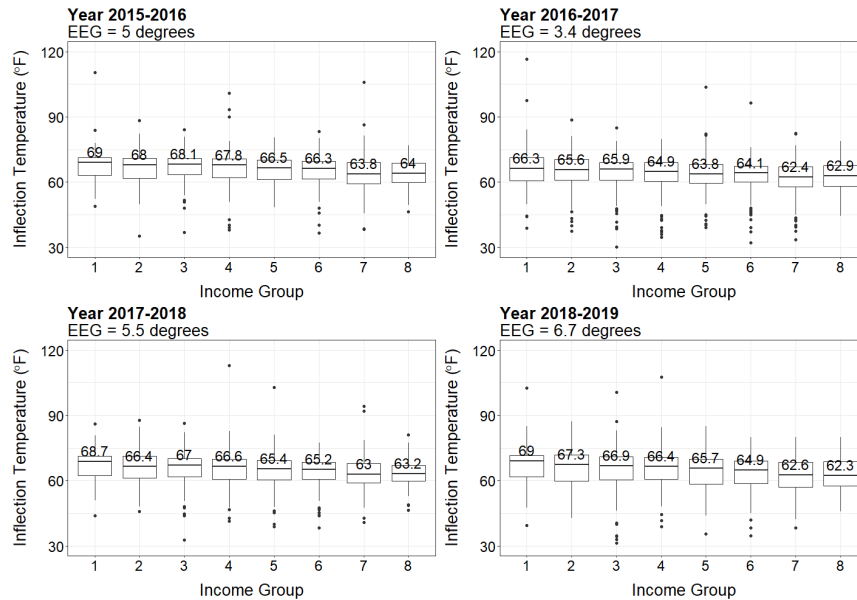 Year 2015-2016
EEG = 5 degrees
Inflection Temperature (°F)
120
90
60
30
69
68
68.1
67.8
66.5
66.3
63.8
64
1 2 3 4 5 6 7 8
Income Group
Year 2016-2017
EEG = 3.4 degrees
Inflection Temperature (°F)
120
90
60
30
66.3
65.6
65.9
64.9
63.8
64.1
62.4
62.9
1 2 3 4 5 6 7 8
Income Group
Year 2017-2018
EEG = 5.5 degrees
Inflection Temperature (°F)
120
90
60
30
68.7
66.4
67
66.6
65.4
65.2
63
63.2
1 2 3 4 5 6 7 8
Income Group
Year 2018-2019
EEG = 6.7 degrees
Inflection Temperature (°F)
120
90
60
30
69
67.3
66.9
66.4
65.7
64.9
62.6
62.3
1 2 3 4 5 6 7 8
Income Group